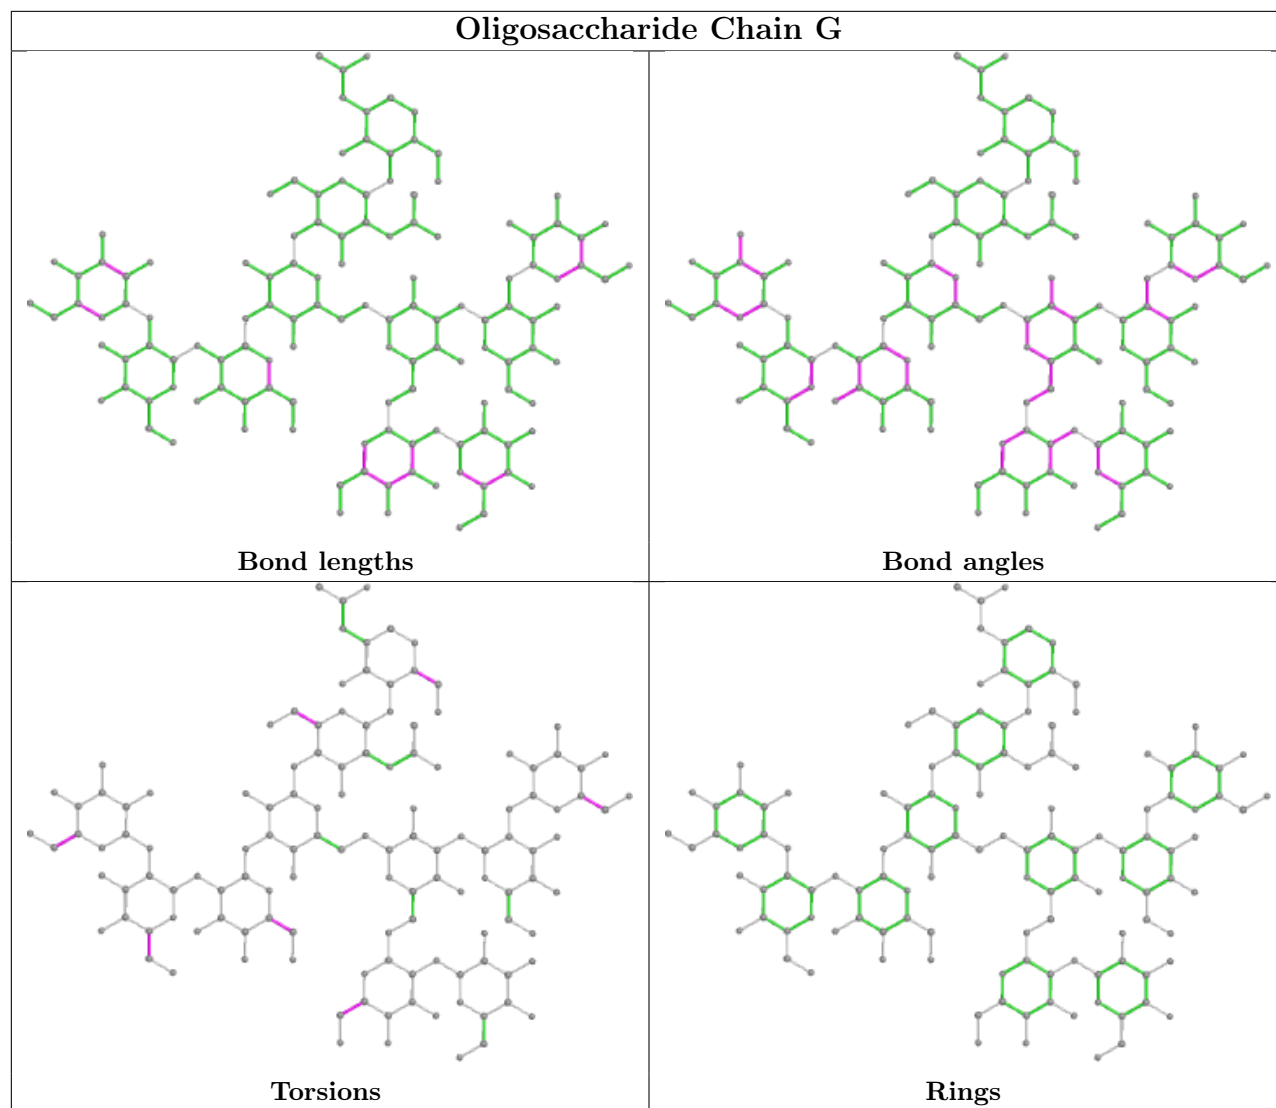 Oligosaccharide Chain G
Bond lengths
Bond angles
Torsions
Rings